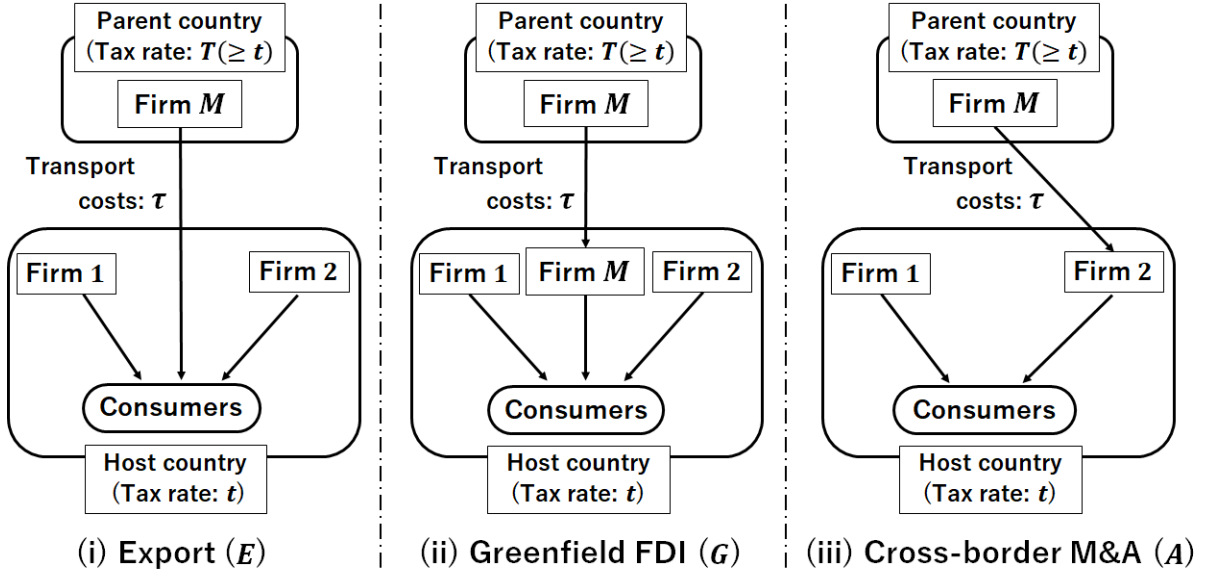 Parent country
(Tax rate: T(≥ t)
Firm M
Transport
costs: τ
Firm 1
Firm 2
Consumers
Host country
(Tax rate: t)
(i) Export (E)
Parent country
(Tax rate: T(≥ t)
Firm M
Transport
costs: τ
Firm 1
Firm M
Firm 2
Consumers
Host country
(Tax rate: t)
(ii) Greenfield FDI (G)
Parent country
(Tax rate: T(≥ t)
Firm M
Transport
costs: τ
Firm 1
Firm 2
Consumers
Host country
(Tax rate: t)
(iii) Cross-border M&A (A)